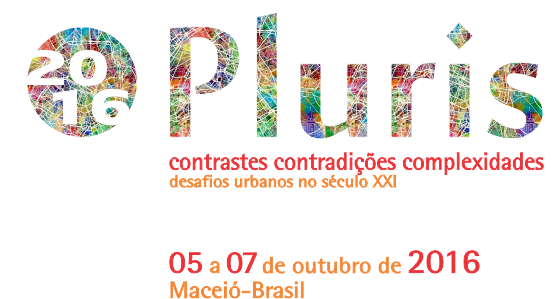 2016
Pluris
contrastes contradições complexidades
desafios urbanos no século XXI
05 a 07 de outubro de 2016
Maceió-Brasil